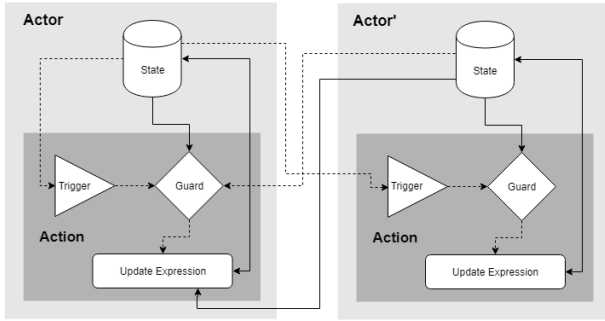 Actor
State
Trigger
Guard
Action
Update Expression
Actor'
State
Trigger
Guard
Action
Update Expression